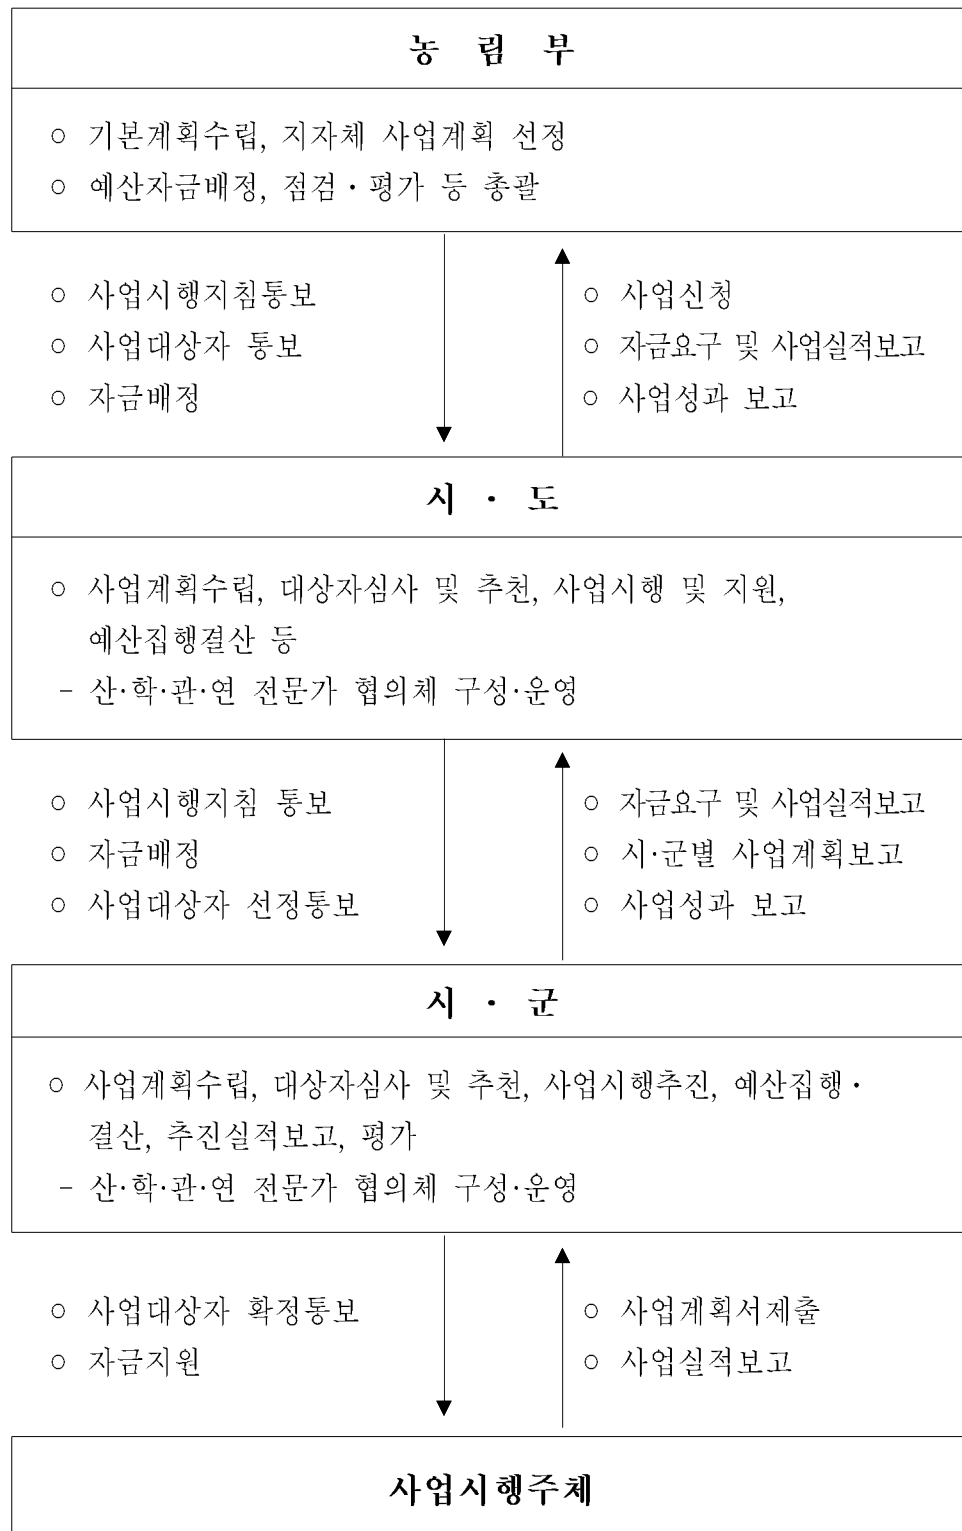 농 림 부
○ 기본계획수립, 지자체 사업계획 선정
○ 예산자금배정, 점검·평가 등 총괄
○ 사업시행지침통보
○ 사업대상자 통보
○ 자금배정
○ 사업신청
○ 자금요구 및 사업실적보고
○ 사업성과 보고
시 · 도
○ 사업계획수립, 대상자심사 및 추천, 사업시행 및 지원,
예산집행결산 등
- 산·학·관·연 전문가 협의체 구성·운영
○ 사업시행지침 통보
○ 자금배정
○ 사업대상자 선정통보
○ 자금요구 및 사업실적보고
○ 시·군별 사업계획보고
○ 사업성과 보고
시 · 군
○ 사업계획수립, 대상자심사 및 추천, 사업시행추진, 예산집행·
결산, 추진실적보고, 평가
- 산·학·관·연 전문가 협의체 구성·운영
○ 사업대상자 확정통보
○ 자금지원
○ 사업계획서제출
○ 사업실적보고
사업시행주체